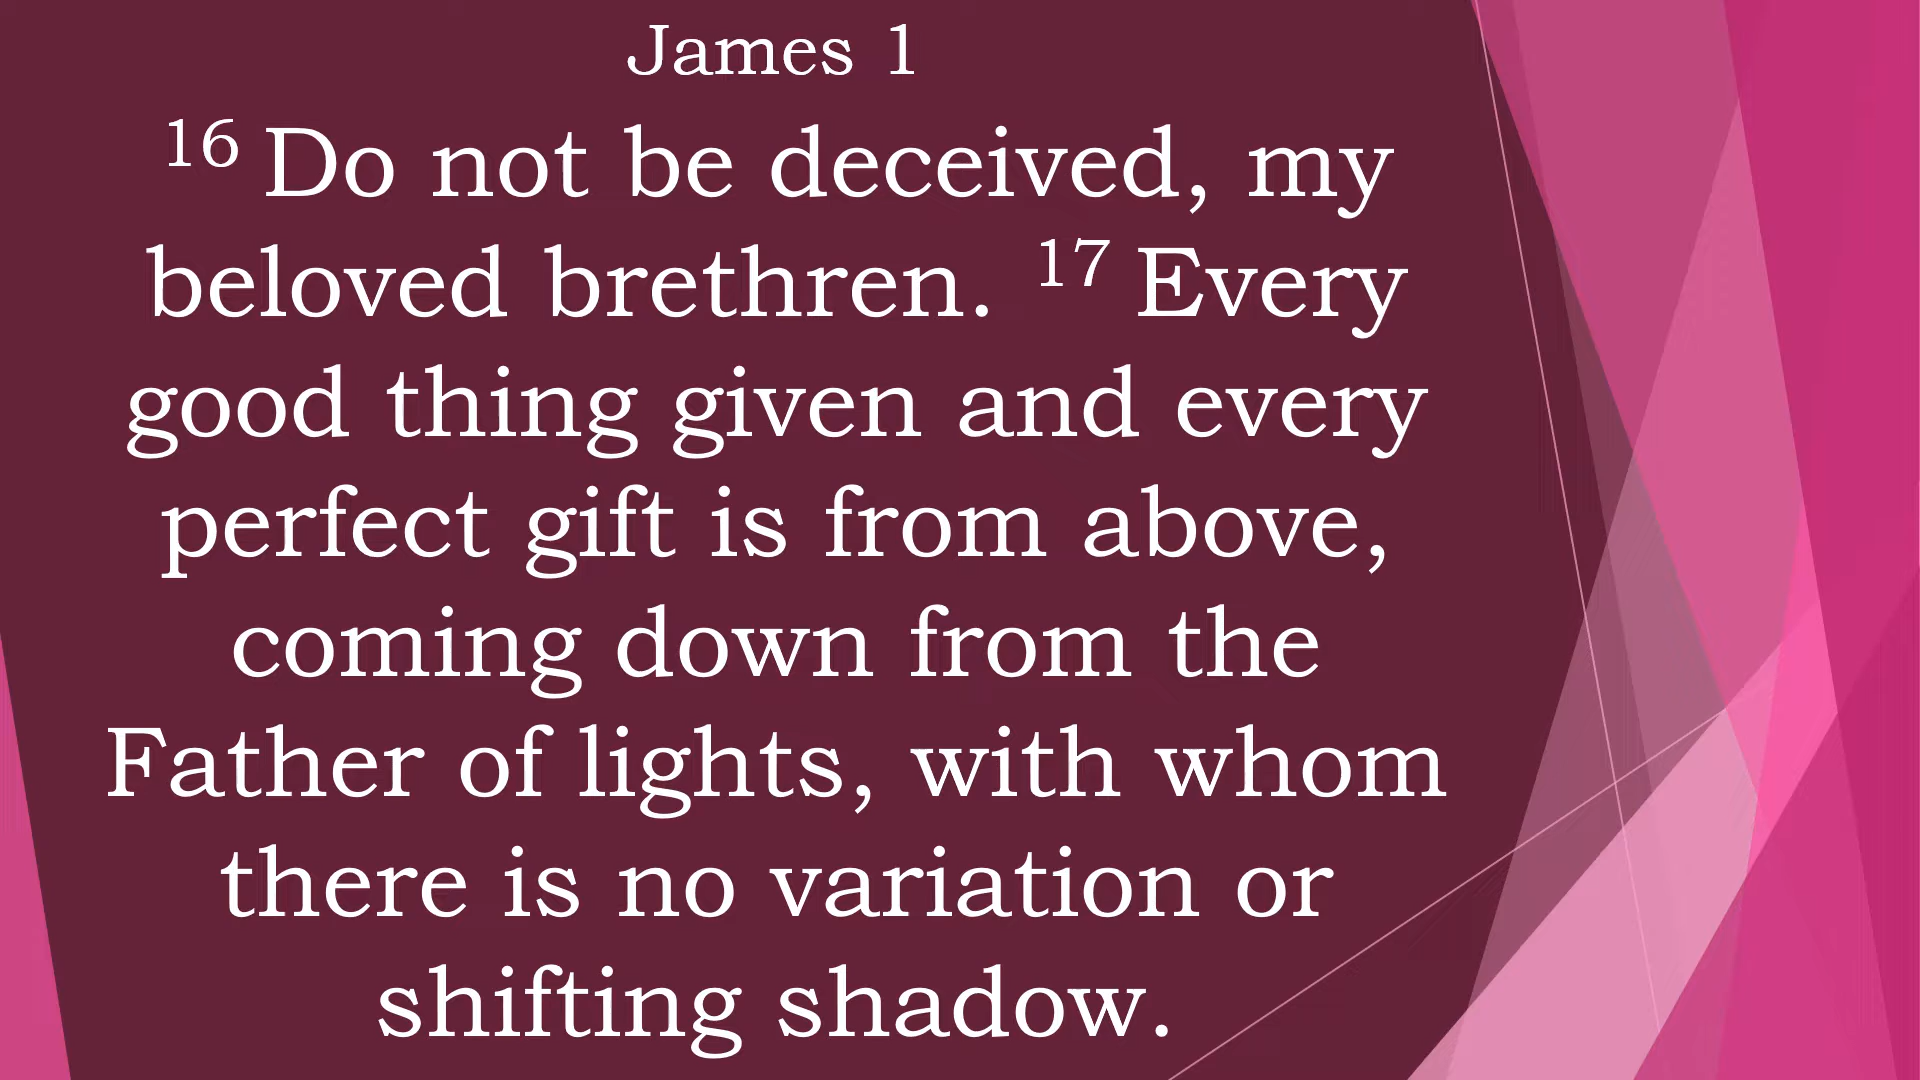 James 1
16 Do not be deceived, my
beloved brethren. 17 Every
good thing given and every
perfect gift is from above,
coming down from the
Father of lights, with whom
there is no variation or
shifting shadow.